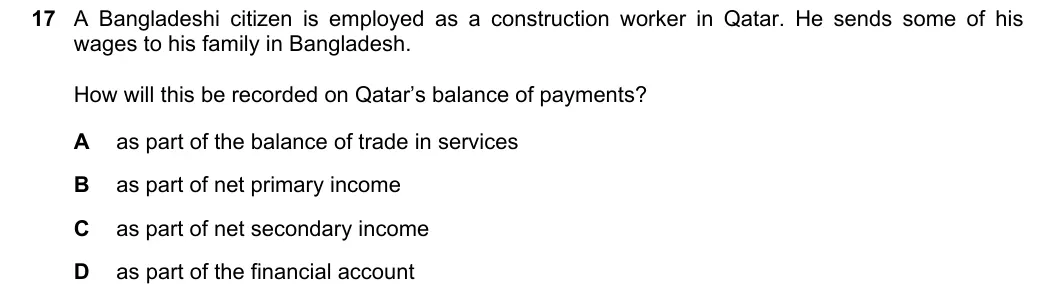 17 A Bangladeshi citizen is employed as a construction worker in Qatar. He sends some of his
wages to his family in Bangladesh.
How will this be recorded on Qatar's balance of payments?
A as part of the balance of trade in services
B as part of net primary income
C as part of net secondary income
D as part of the financial account